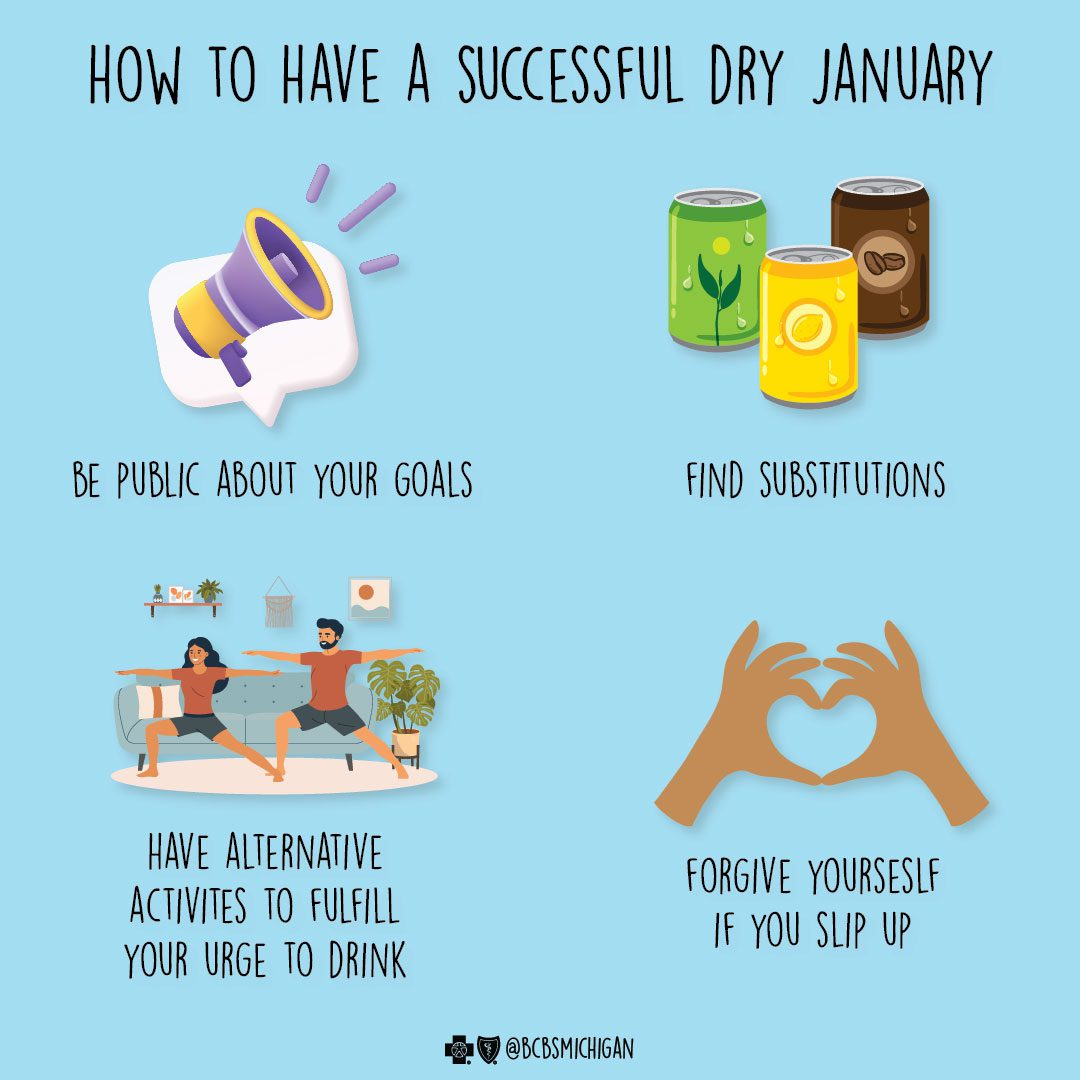 HOW TO HAVE A SUCCESSFUL DRY JANUARY
BE PUBLIC ABOUT YOUR GOALS
FIND SUBSTITUTIONS
HAVE ALTERNATIVE
ACTIVITES TO FULFILL
YOUR URGE TO DRINK
FORGIVE YOURSESLF
IF YOU SLIP UP
@BCBSMICHIGAN